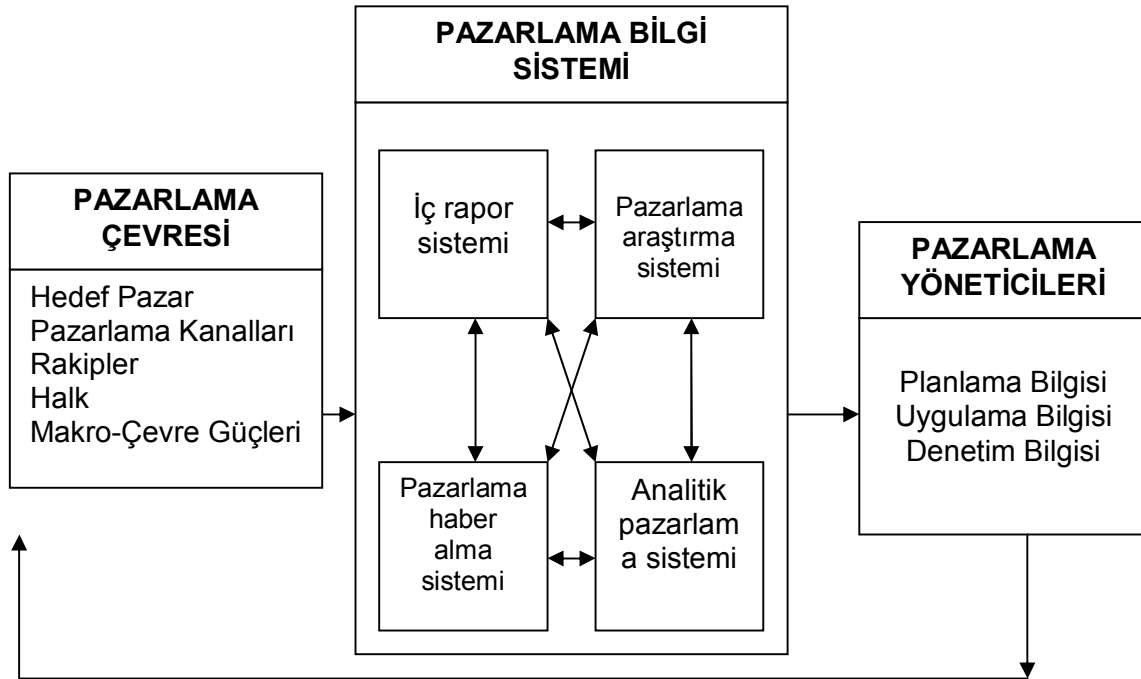 PAZARLAMA BİLGİ
SİSTEMİ
PAZARLAMA
ÇEVRESİ
Hedef Pazar
Pazarlama Kanalları
Rakipler
Halk
Makro-Çevre Güçleri
İç rapor
sistemi
Pazarlama
araştırma
sistemi
Pazarlama
haber
alma
sistemi
Analitik
pazarlam
a sistemi
PAZARLAMA
YÖNETİCİLERİ
Planlama Bilgisi
Uygulama Bilgisi
Denetim Bilgisi